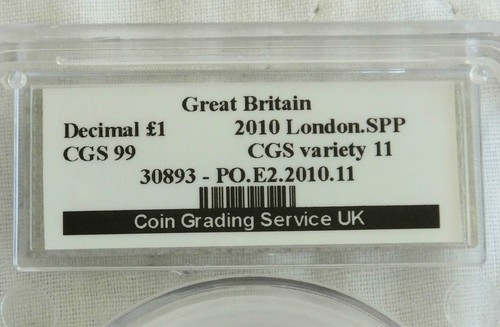 Great Britain
Decimal £1 2010 London.SPP
CGS 99 CGS variety 11
30893 - PO.E2.2010.11
Coin Grading Service UK